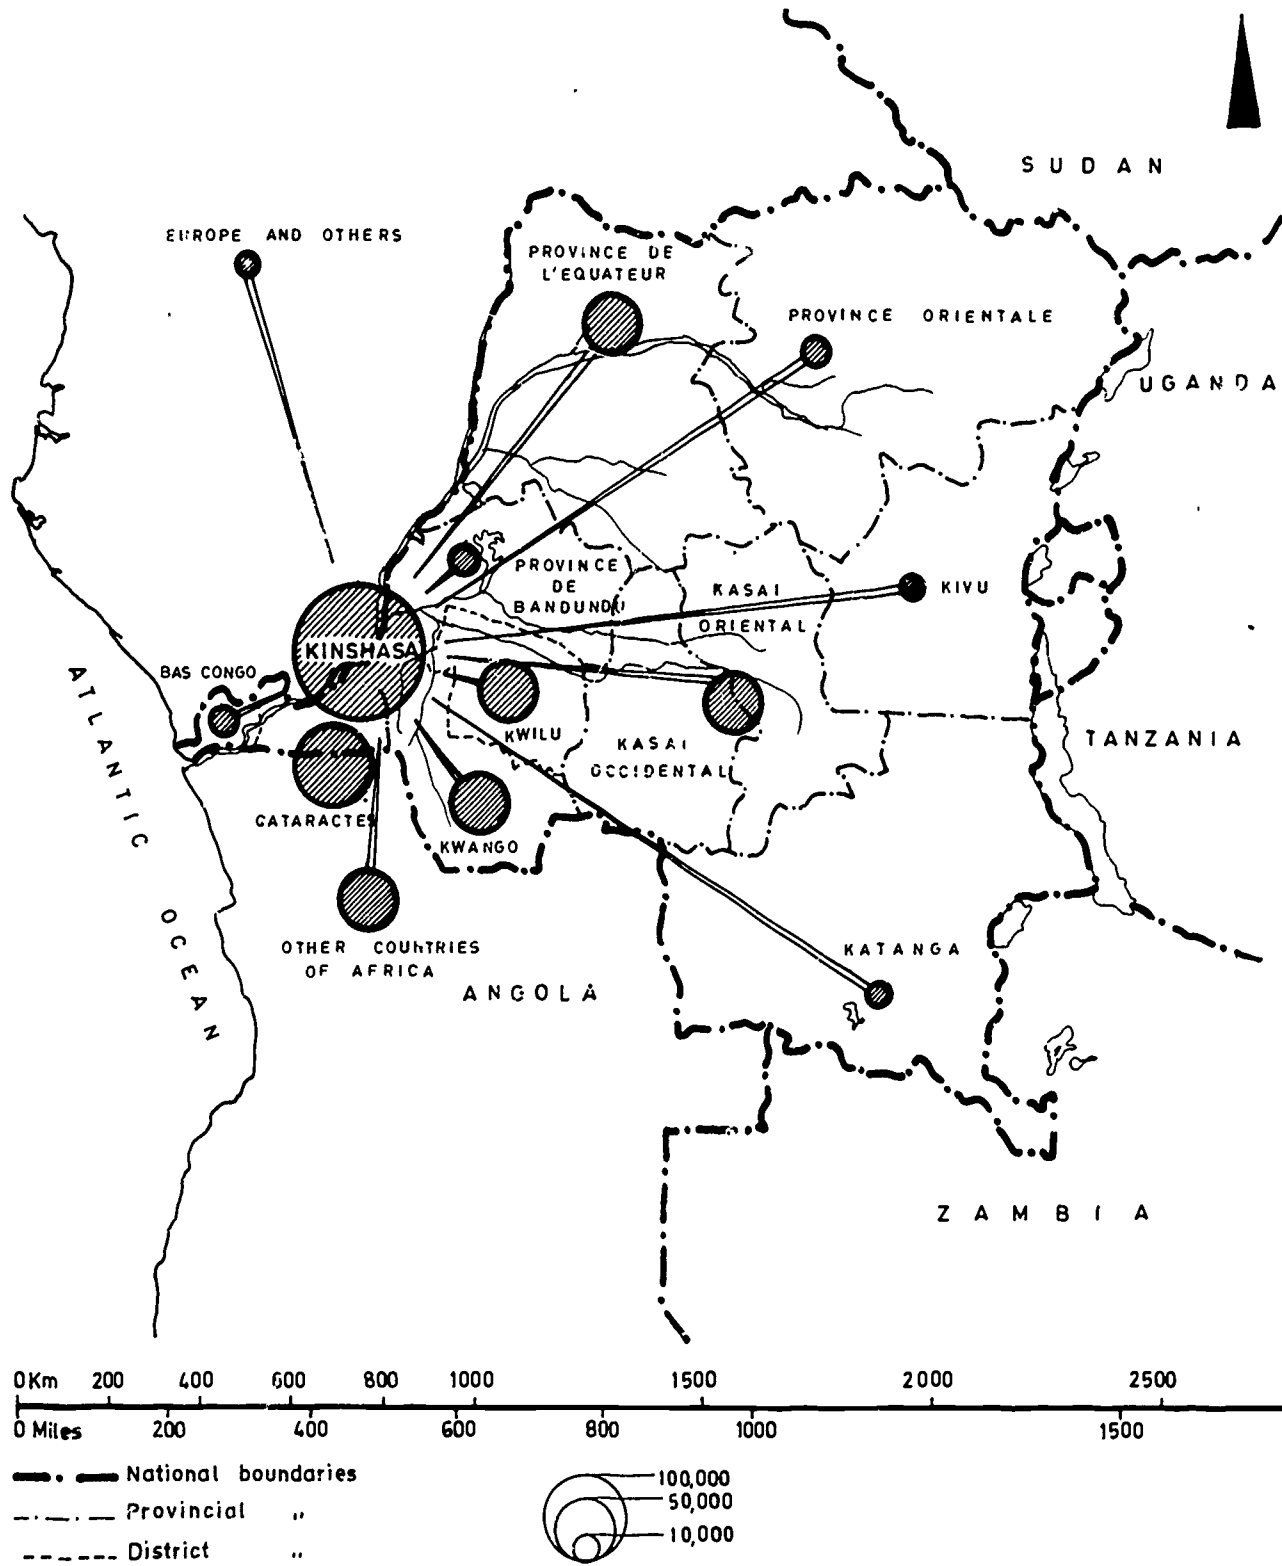 SUDAN
EUROPE AND OTHERS
PROVINCE DE
L'EQUATEUR
PROVINCE ORIENTALE
UGANDA
PROVINCE
DE
BANDUNDU
KASAI
ORIENTAL
KIVU
KINSHASA
BAS CONGO
KWILU
KASAI
OCCIDENTAL
TANZANIA
ATLANTIC OCEAN
CATARACTES
KWANGO
OTHER COUNTRIES
OF AFRICA
ANGOLA
KATANGA
ZAMBIA
0 Km 200 400 600 800 1000 1500 2000 2500
0 Miles 200 400 600 800 1000 1500
National boundaries
Provincial "
District "
100,000
50,000
10,000